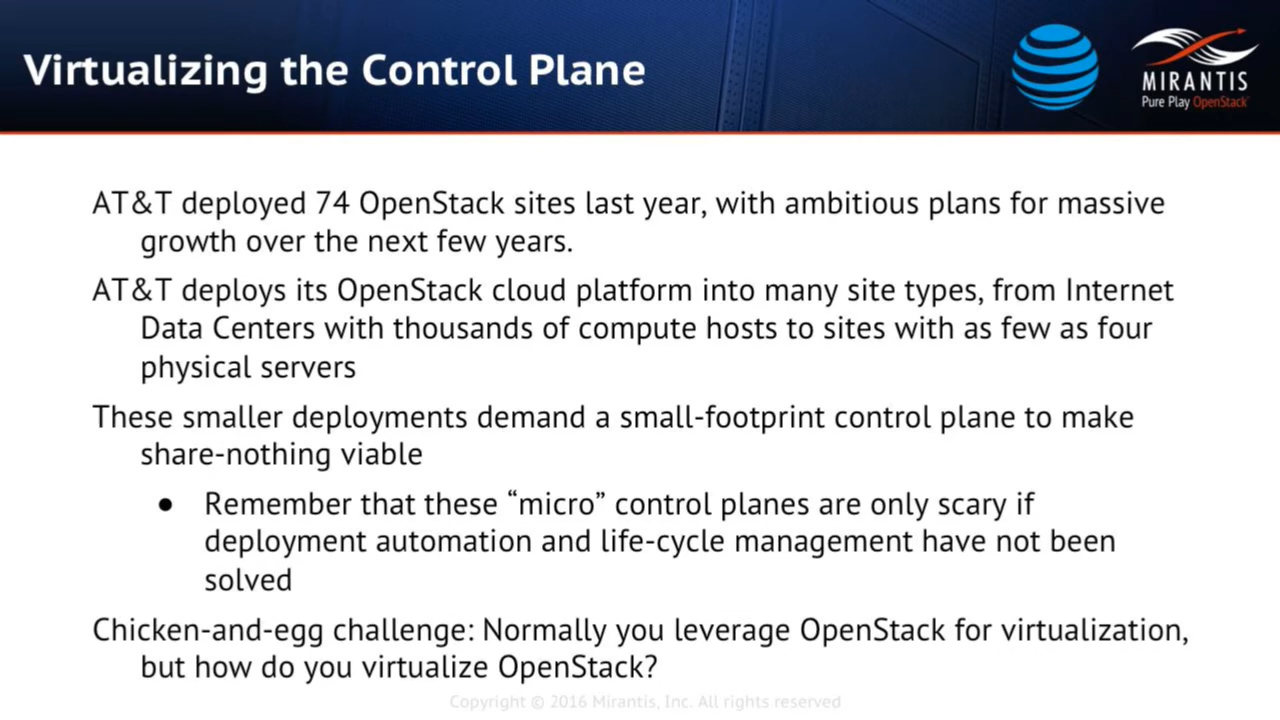 Virtualizing the Control Plane
MIRANTIS
Pure Play OpenStack
AT&T deployed 74 OpenStack sites last year, with ambitious plans for massive
growth over the next few years.
AT&T deploys its OpenStack cloud platform into many site types, from Internet
Data Centers with thousands of compute hosts to sites with as few as four
physical servers
These smaller deployments demand a small-footprint control plane to make
share-nothing viable
● Remember that these “micro” control planes are only scary if
deployment automation and life-cycle management have not been
solved
Chicken-and-egg challenge: Normally you leverage OpenStack for virtualization,
but how do you virtualize OpenStack?
Copyright © 2016 Mirantis, Inc. All rights reserved